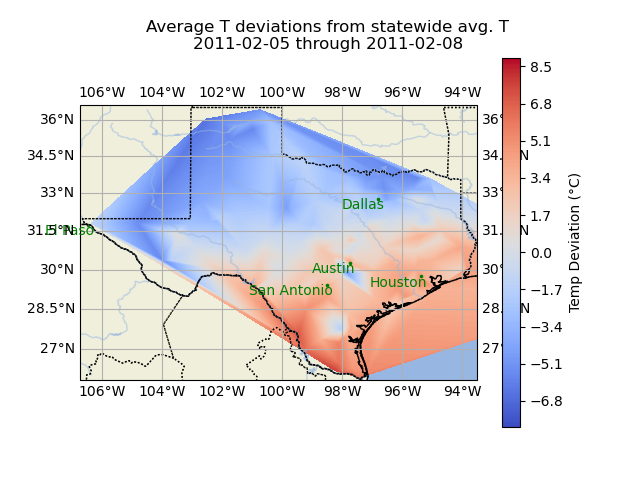 Average T deviations from statewide avg. T
2011-02-05 through 2011-02-08
106°W 104°W 102°W 100°W 98°W 96°W 94°W
36°N 36°
34.5°N 34. N
33°N 33°
31.5°N 31. N
30°N 30°
28.5°N 28. N
27°N 27°
106°W 104°W 102°W 100°W 98°W 96°W 94°W
Dallas
El Paso
Austin
San Antonio
Houston
8.5
6.8
5.1
3.4
1.7
0.0
−1.7
−3.4
−5.1
−6.8
Temp Deviation (°C)